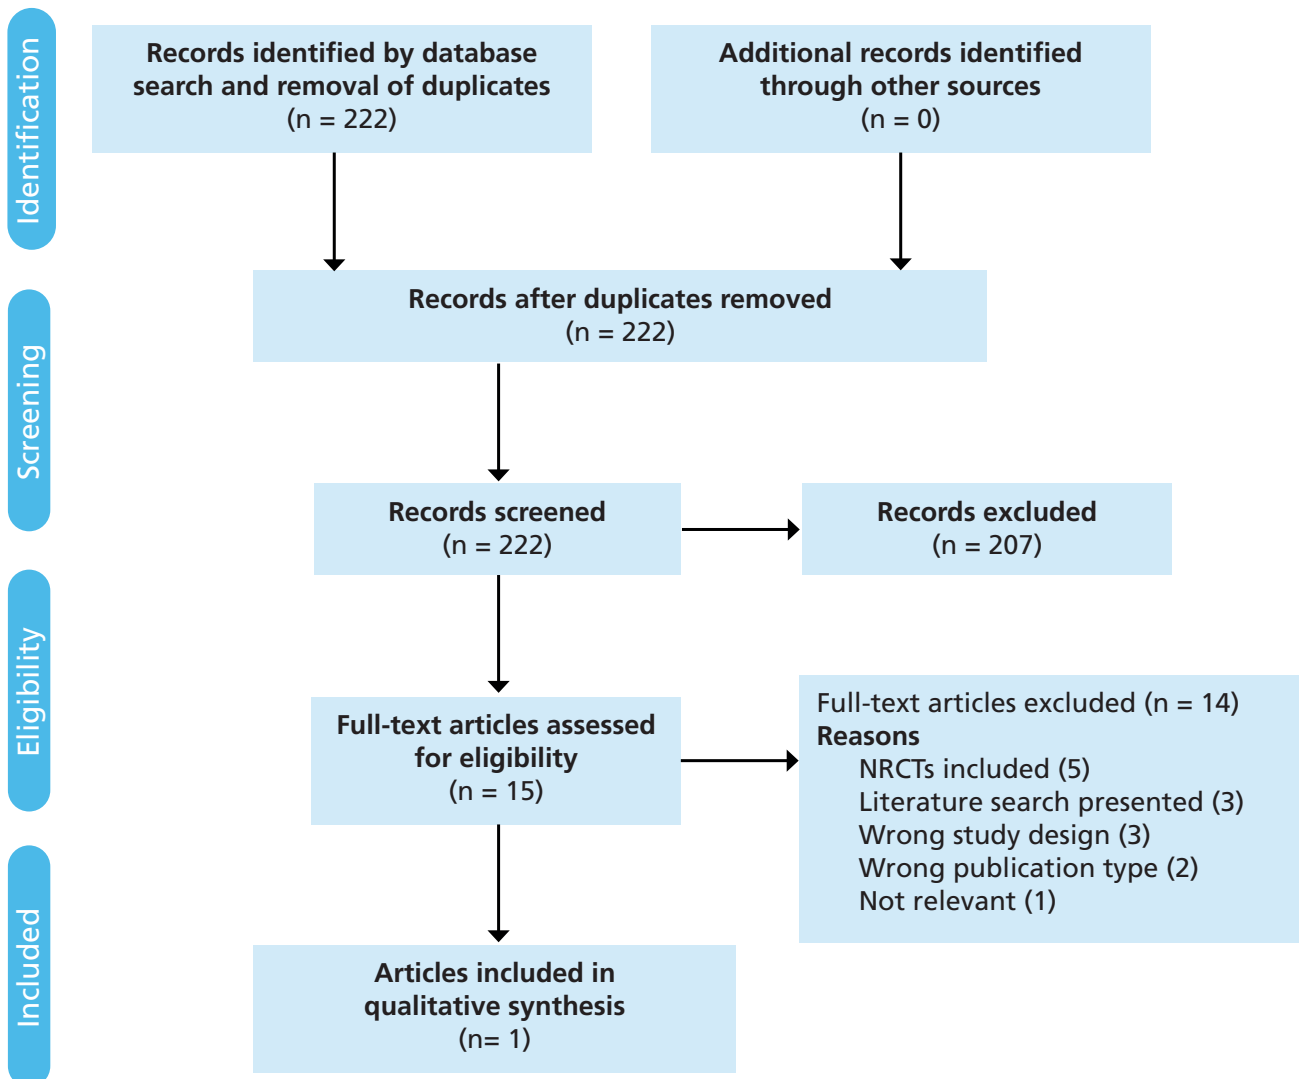 Identification
Records identified by database
search and removal of duplicates
(n = 222)
Additional records identified
through other sources
(n = 0)
Screening
Records after duplicates removed
(n = 222)
Records screened
(n = 222)
Records excluded
(n = 207)
Eligibility
Full-text articles assessed
for eligibility
(n = 15)
Full-text articles excluded (n = 14)
Reasons
NRCTs included (5)
Literature search presented (3)
Wrong study design (3)
Wrong publication type (2)
Not relevant (1)
Included
Articles included in
qualitative synthesis
(n= 1)